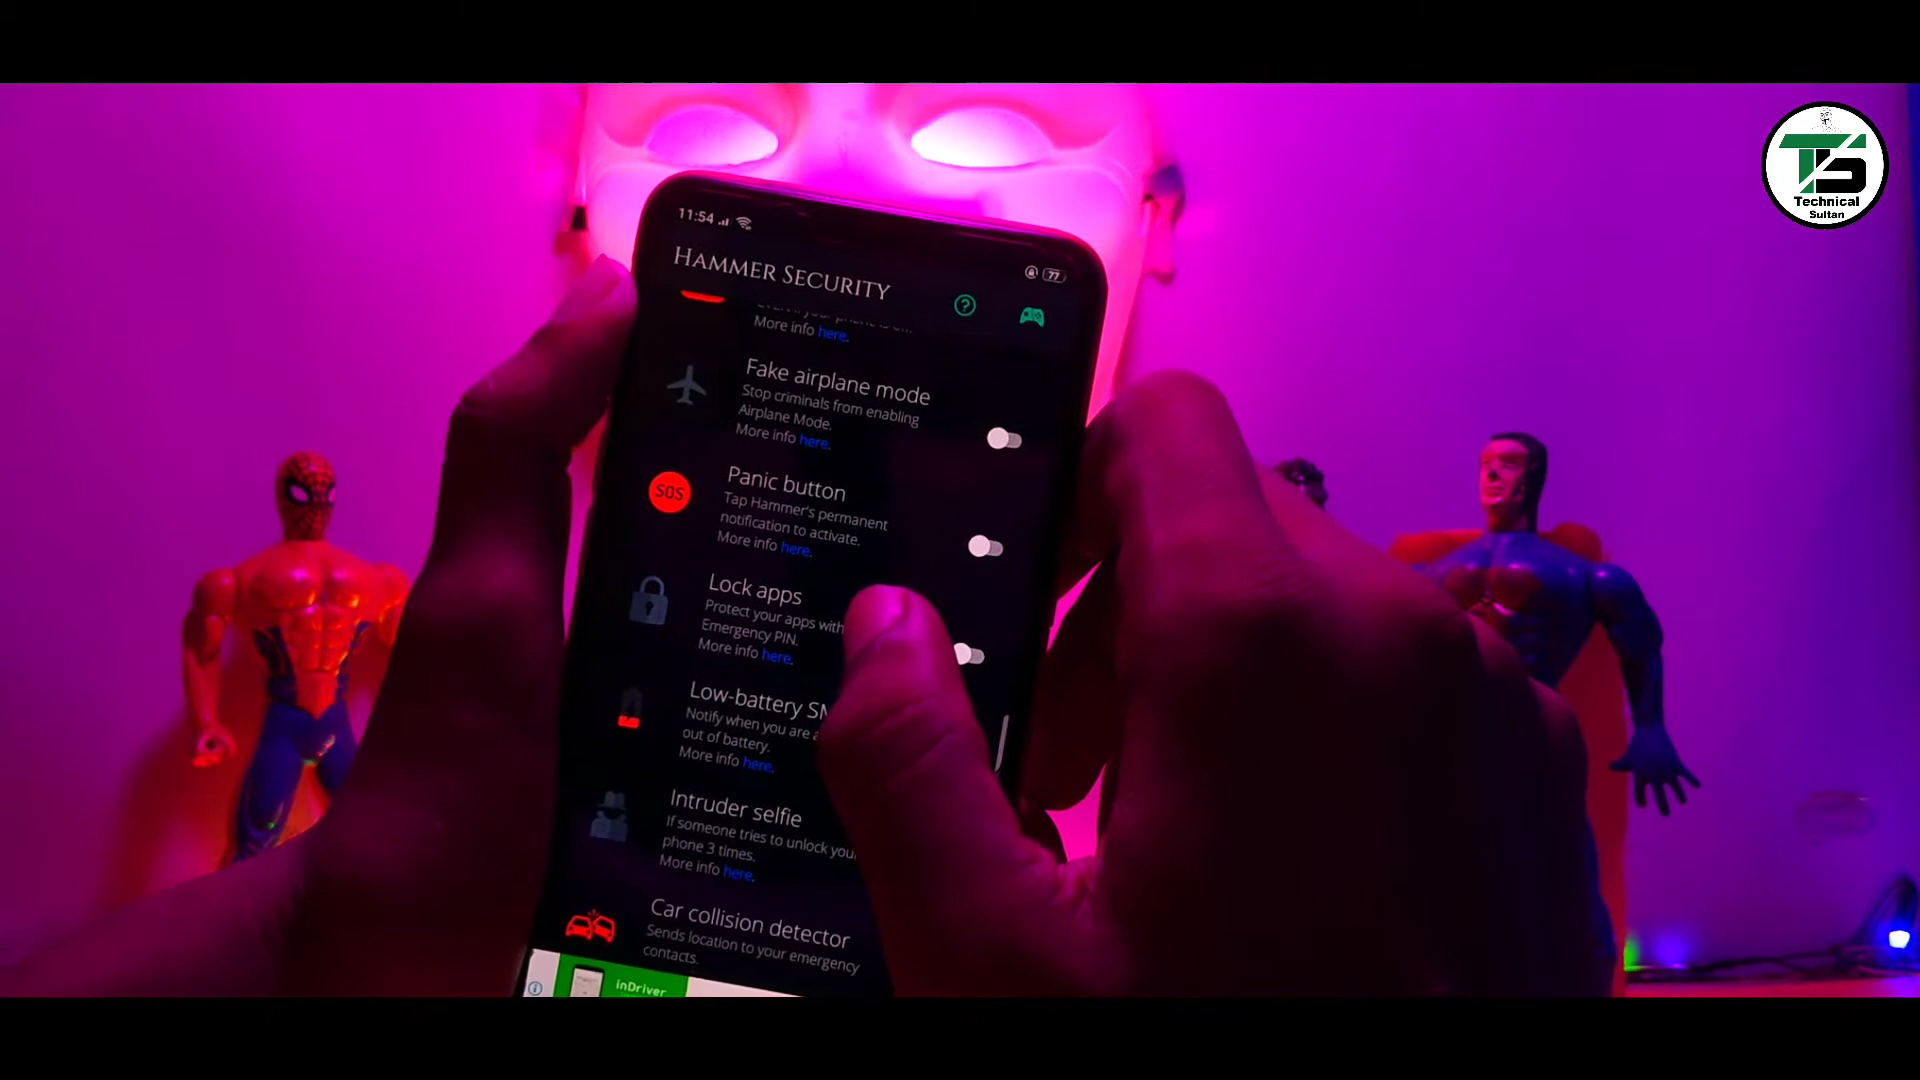 Technical
Sultan
11:54
77
HAMMER SECURITY
More info here.
Fake airplane mode
Stop criminals from enabling
Airplane Mode.
More info here.
SOS
Panic button
Tap Hammer's permanent
notification to activate.
More info here.
Lock apps
Protect your apps with
Emergency PIN.
More info here.
Low-battery SM
Notify when you are a
out of battery.
More info here.
Intruder selfie
If someone tries to unlock your
phone 3 times.
More info here.
Car collision detector
Sends location to your emergency
contacts.
inDriver